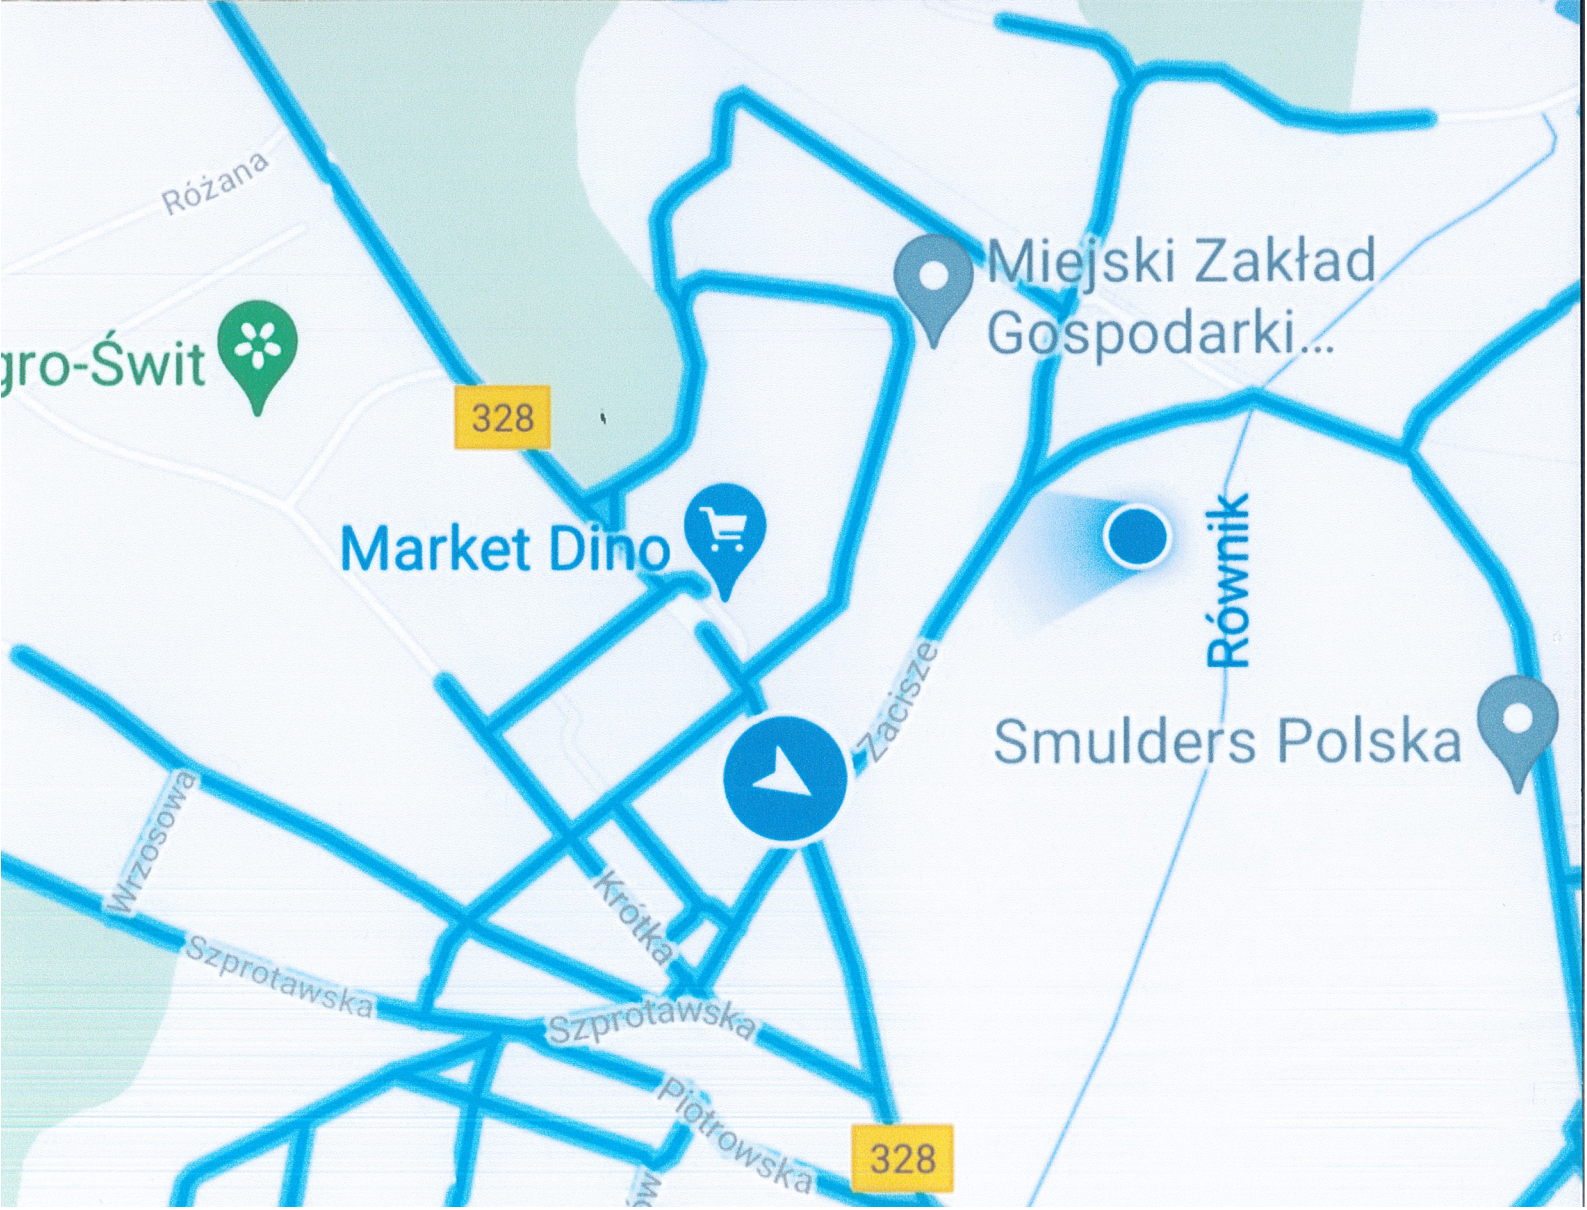 Różana
Miejski Zakład
Gospodarki...
gro-Świt
328
Market Dino
Równik
Zacisze
Smulders Polska
Wrzosowa
Krótka
Szprotawska
Szprotawska
Piotrowska
328
ów